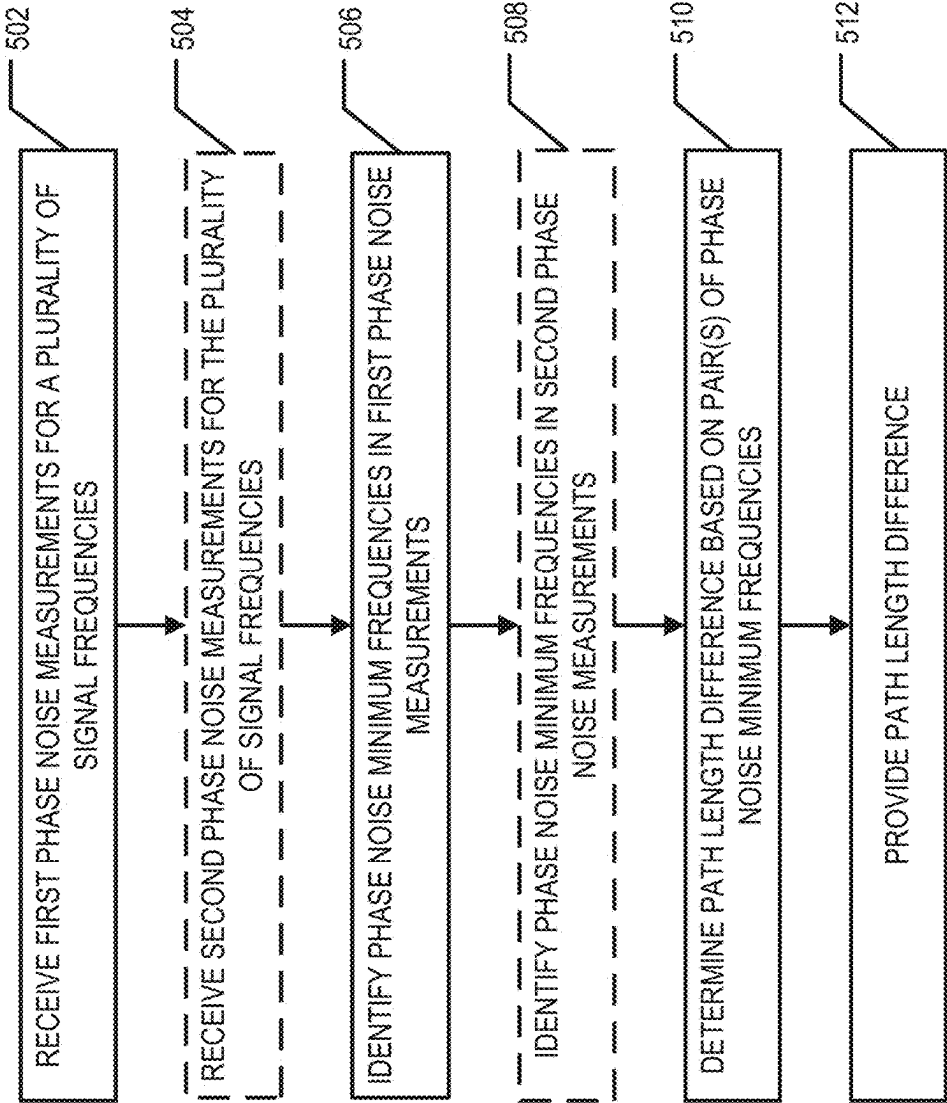 502
RECEIVE FIRST PHASE NOISE MEASUREMENTS FOR A PLURALITY OF
SIGNAL FREQUENCIES
504
RECEIVE SECOND PHASE NOISE MEASUREMENTS FOR THE PLURALITY
OF SIGNAL FREQUENCIES
506
IDENTIFY PHASE NOISE MINIMUM FREQUENCIES IN FIRST PHASE NOISE
MEASUREMENTS
508
IDENTIFY PHASE NOISE MINIMUM FREQUENCIES IN SECOND PHASE
NOISE MEASUREMENTS
510
DETERMINE PATH LENGTH DIFFERENCE BASED ON PAIR(S) OF PHASE
NOISE MINIMUM FREQUENCIES
512
PROVIDE PATH LENGTH DIFFERENCE